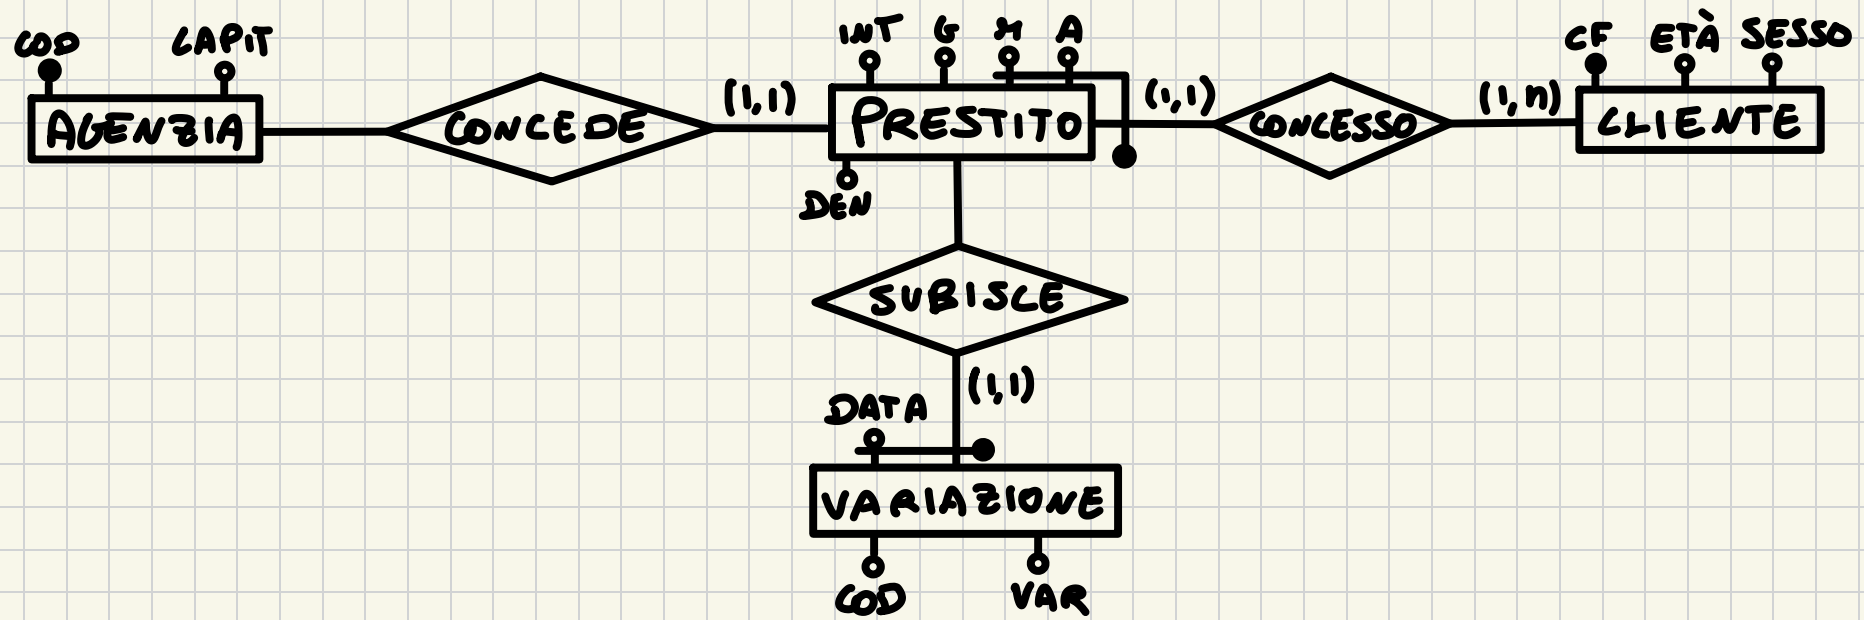 COD CAPIT INT G M A CF ETÀ SESSO
AGENZIA CONCEDE (1,1) PRESTITO (1,1) CONCESSO (1,n) CLIENTE
DEN
SUBISCE
(1,1)
DATA
VARIAZIONE
COD VAR